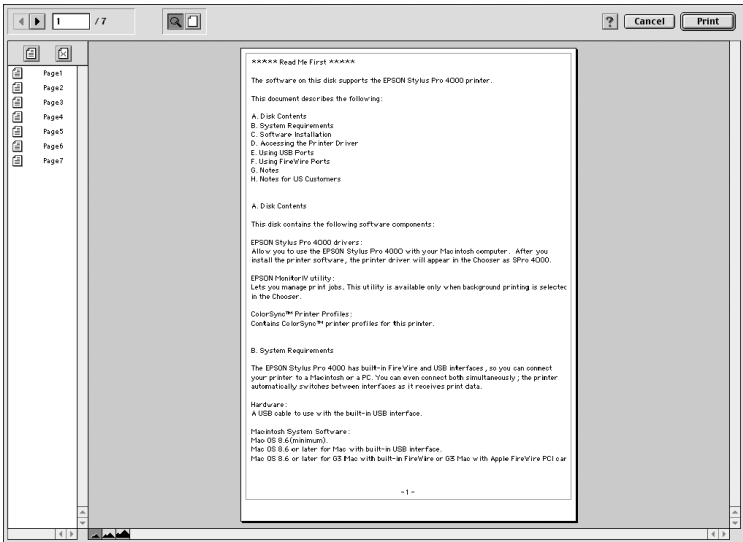 1 / 7
? Cancel Print
Page1
Page2
Page3
Page4
Page5
Page6
Page7
***** Read Me First *****
The software on this disk supports the EPSON Stylus Pro 4000 printer.
This document describes the following:
A. Disk Contents
B. System Requirements
C. Software Installation
D. Accessing the Printer Driver
E. Using USB Ports
F. Using FireWire Ports
G. Notes
H. Notes for US Customers
A. Disk Contents
This disk contains the following software components:
EPSON Stylus Pro 4000 drivers:
Allow you to use the EPSON Stylus Pro 4000 with your Macintosh computer. After you
install the printer software, the printer driver will appear in the Chooser as SPro 4000.
EPSON MonitorIV utility:
Lets you manage print jobs. This utility is available only when background printing is selected
in the Chooser.
ColorSync™ Printer Profiles:
Contains ColorSync™ printer profiles for this printer.
B. System Requirements
The EPSON Stylus Pro 4000 has built-in FireWire and USB interfaces, so you can connect
your printer to a Macintosh or a PC. You can even connect both simultaneously; the printer
automatically switches between interfaces as it receives print data.
Hardware:
A USB cable to use with the built-in USB interface.
Macintosh System Software:
Mac OS 8.6(minimum).
Mac OS 8.6 or later for Mac with built-in USB interface.
Mac OS 8.6 or later for G3 Mac with built-in FireWire or G3 Mac with Apple FireWire PCI car
-1-